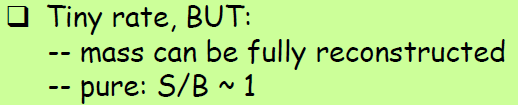 ❑ Tiny rate, BUT:
-- mass can be fully reconstructed
-- pure: S/B ~ 1